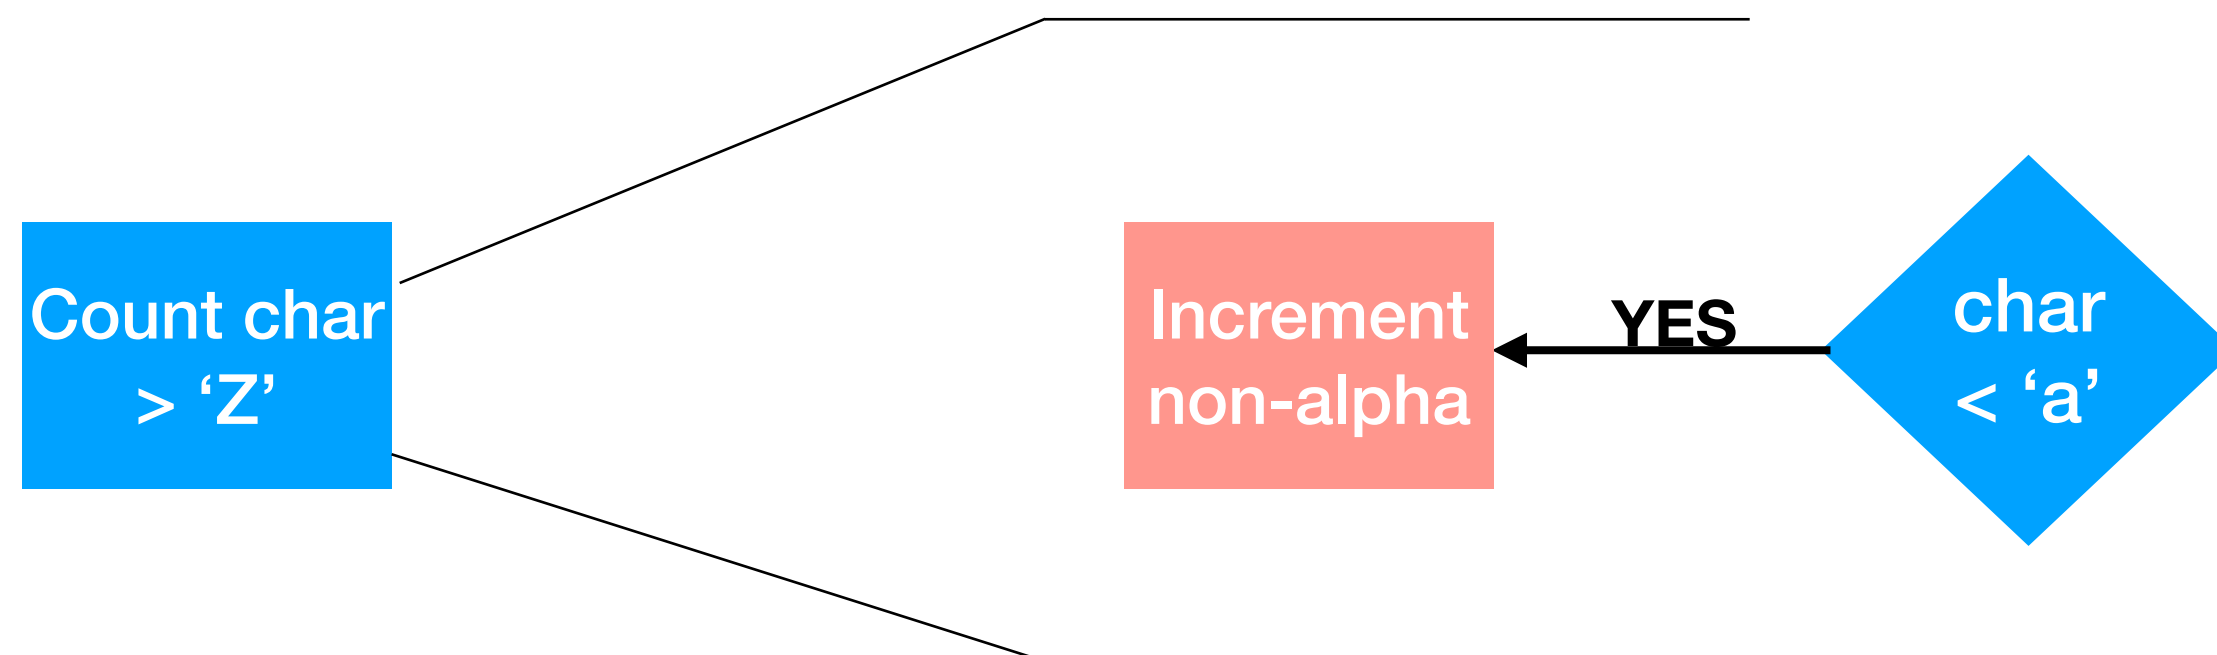 Count char
> ‘Z’
Increment
non-alpha
YES
char
< ‘a’